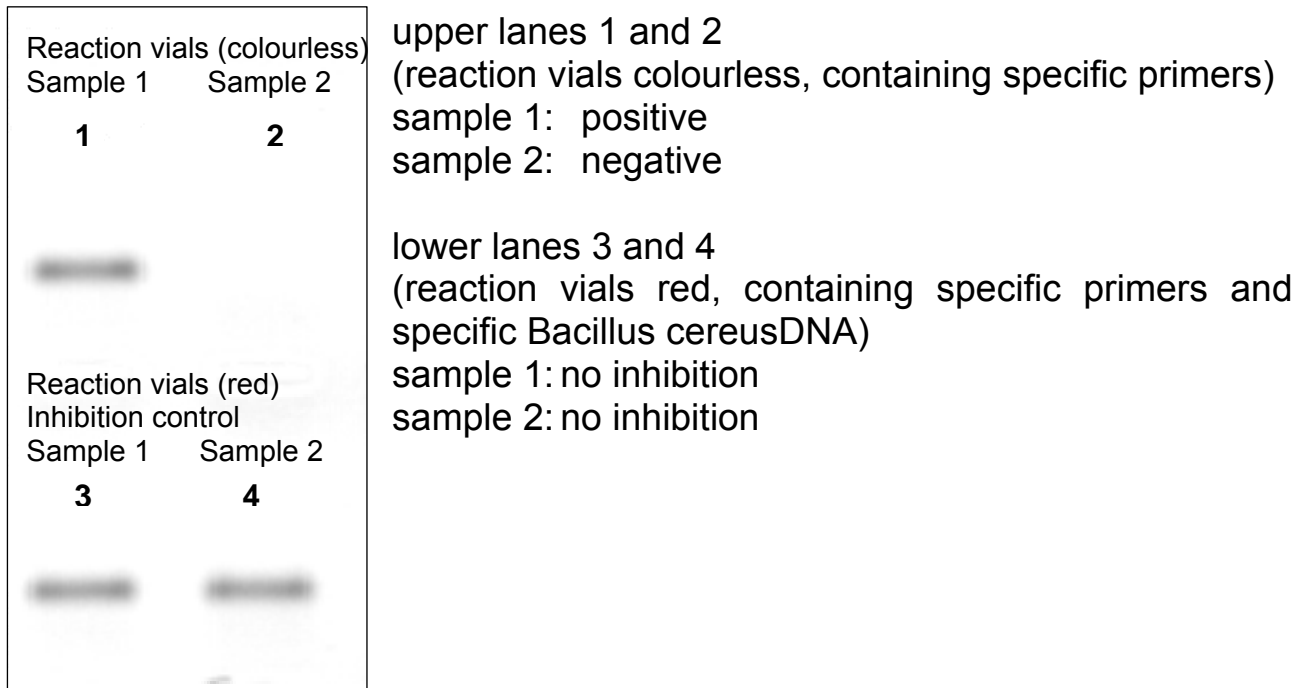 Reaction vials (colourless)
Sample 1 Sample 2
1 2
Reaction vials (red)
Inhibition control
Sample 1 Sample 2
3 4
upper lanes 1 and 2
(reaction vials colourless, containing specific primers)
sample 1: positive
sample 2: negative
lower lanes 3 and 4
(reaction vials red, containing specific primers and
specific Bacillus cereusDNA)
sample 1: no inhibition
sample 2: no inhibition